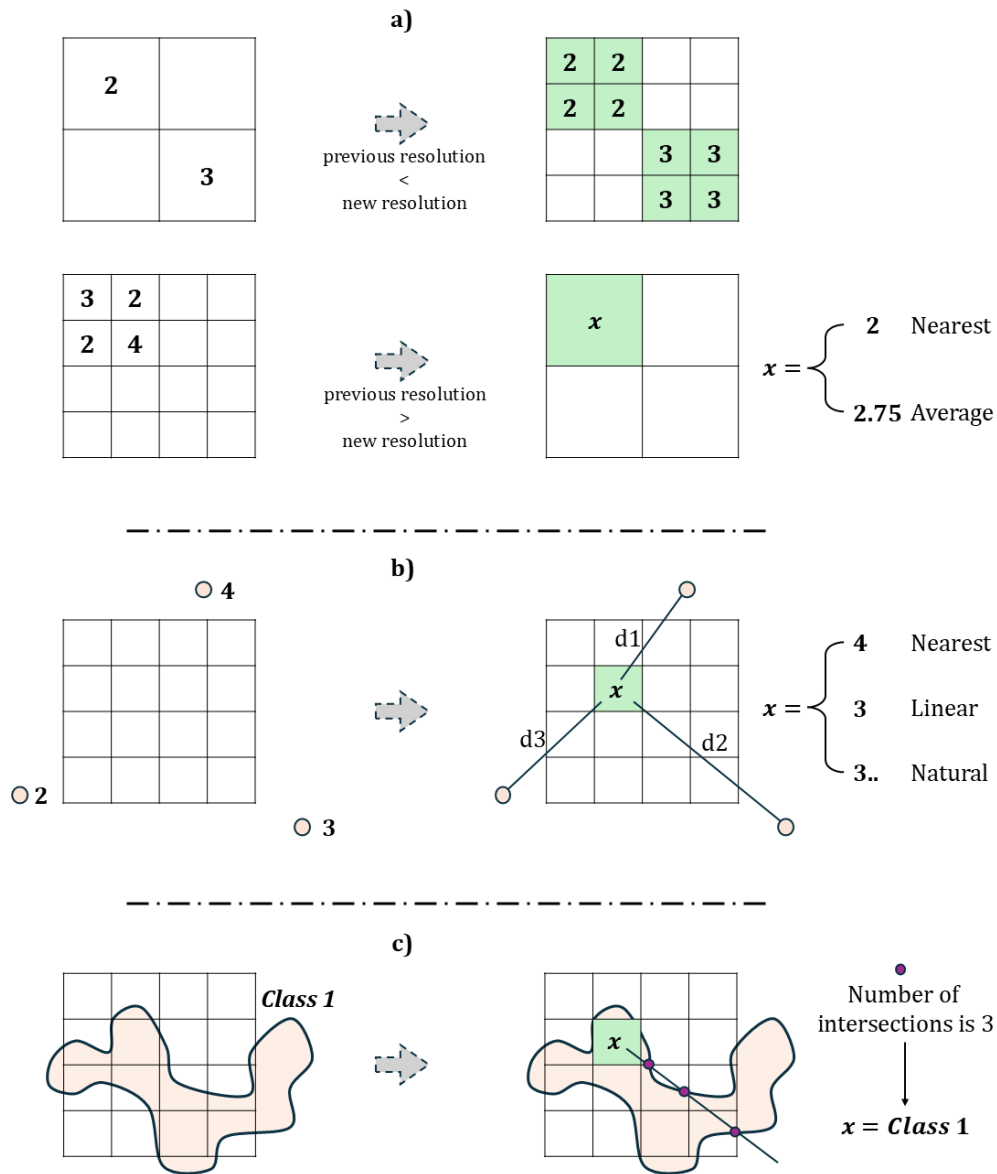 a)
2
3
previous resolution
<
new resolution
2 2
2 2
3 3
3 3
3 2
2 4
previous resolution
>
new resolution
x
x =
2 Nearest
2.75 Average
b)
4
2
3
d1
x
d3
d2
x =
4 Nearest
3 Linear
3.. Natural
c)
Class 1
x
Number of
intersections is 3
x = Class 1